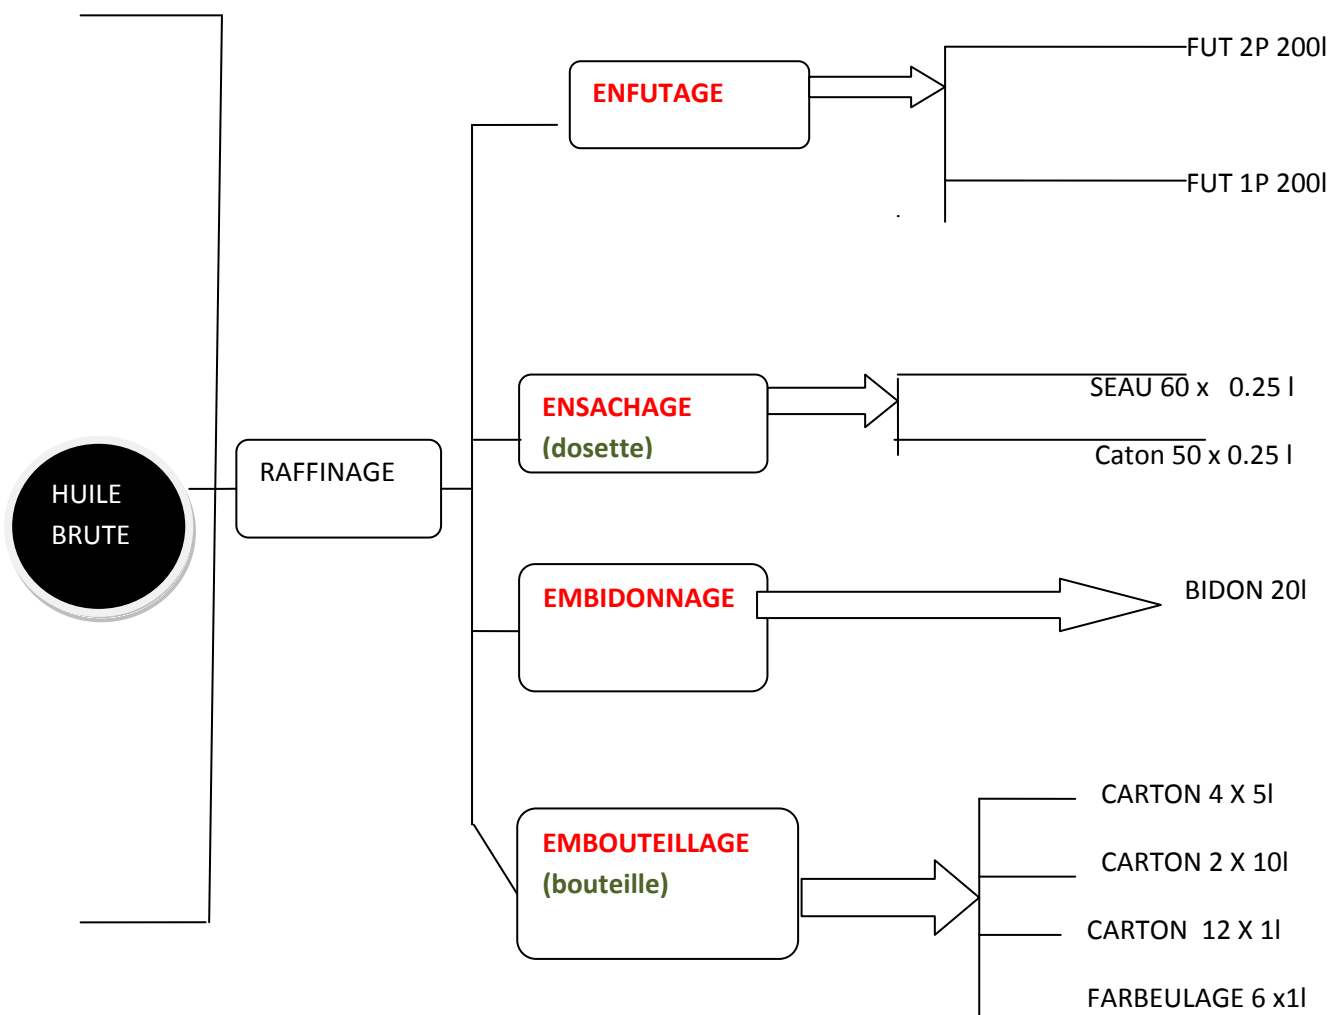 FUT 2P 200l
ENFUTAGE
FUT 1P 200l
SEAU 60 x 0.25 l
ENSACHAGE
(dosette)
Caton 50 x 0.25 l
RAFFINAGE
HUILE
BRUTE
EMBIDONNAGE
BIDON 20l
CARTON 4 X 5l
EMBOUTEILLAGE
(bouteille)
CARTON 2 X 10l
CARTON 12 X 1l
FARBEULAGE 6 x1l